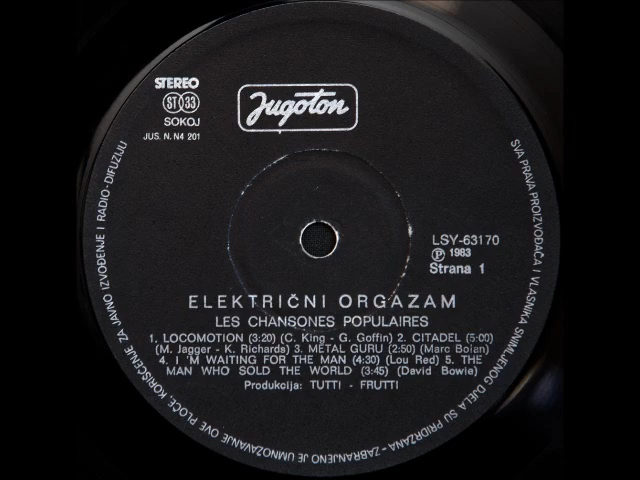 STEREO
ST 33
SOKOJ
JUS. N. N4 201
Jugoton
LSY-63170
Ⓟ 1983
Strana 1
ELEKTRIČNI ORGAZAM
LES CHANSONES POPULAIRES
1. LOCOMOTION (3:20) (C. King - G. Goffin) 2. CITADEL (5:00)
(M. Jagger - K. Richards) 3. METAL GURU (2:50) (Marc Bolan)
4. I 'M WAITING FOR THE MAN (4:30) (Lou Red) 5. THE
MAN WHO SOLD THE WORLD (3:45) (David Bowie)
Produkcija: TUTTI - FRUTTI
SVA PRAVA PROIZVOĐAČA I VLASNIKA SNIMLJENOG DJELA SU PRIDRŽANA - ZABRANJENO JE UMNOŽAVANJE OVE PLOČE, KORIŠĆENJE ZA JAVNO IZVOĐENJE I RADIO-DIFUZIJU